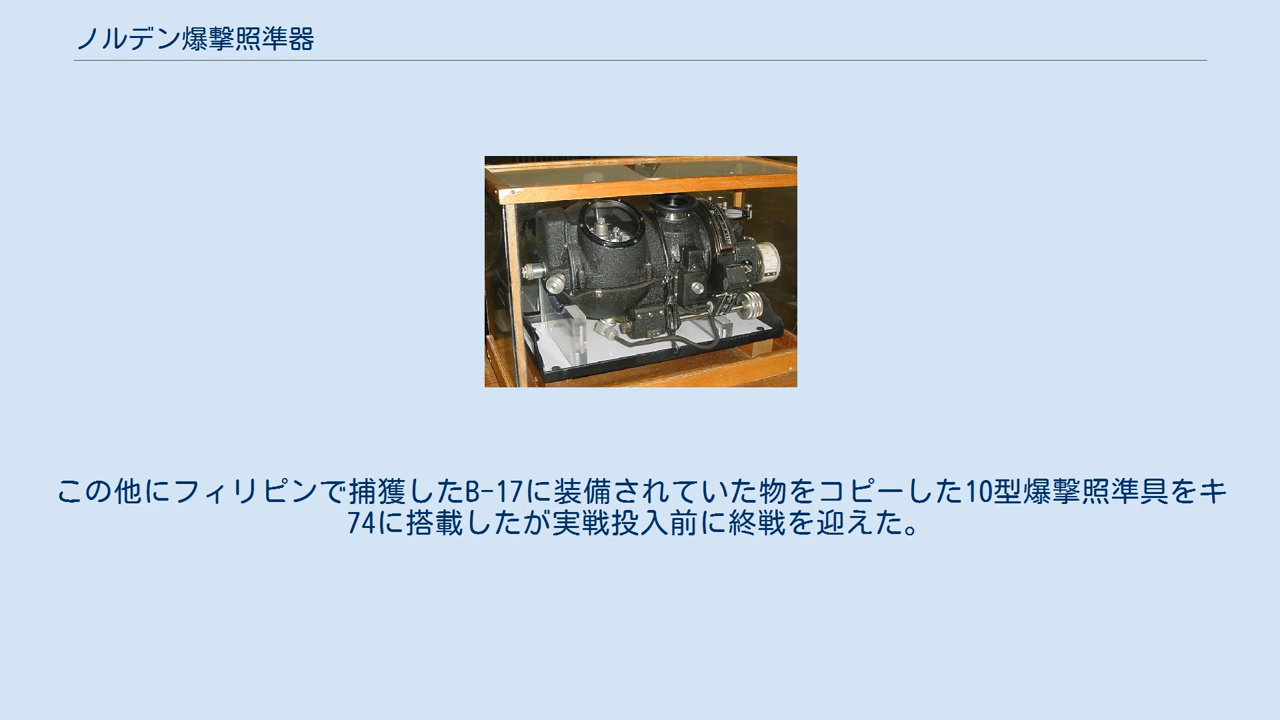 ノルデン爆撃照準器
この他にフィリピンで捕獲したB-17に装備されていた物をコピーした10型爆撃照準具をキ
74に搭載したが実戦投入前に終戦を迎えた。